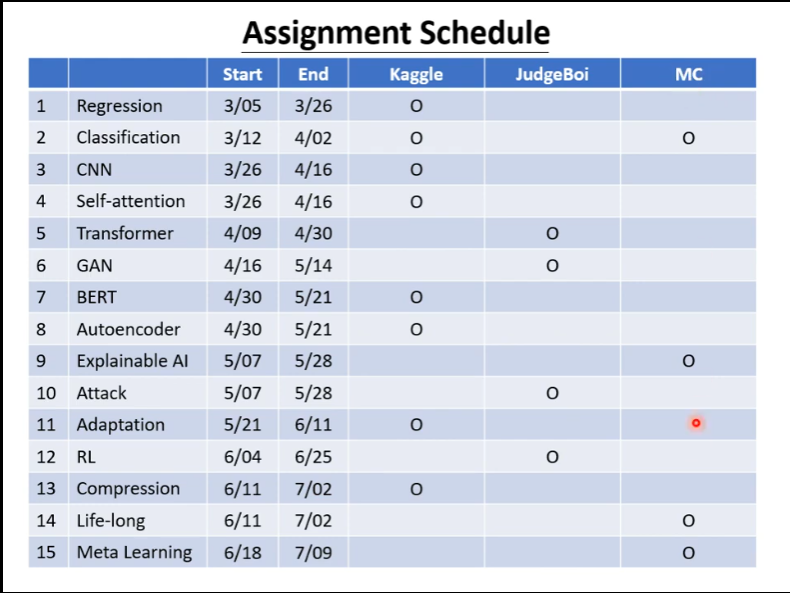 Assignment Schedule
Start End Kaggle JudgeBoi MC
1 Regression 3/05 3/26 O
2 Classification 3/12 4/02 O O
3 CNN 3/26 4/16 O
4 Self-attention 3/26 4/16 O
5 Transformer 4/09 4/30 O
6 GAN 4/16 5/14 O
7 BERT 4/30 5/21 O
8 Autoencoder 4/30 5/21 O
9 Explainable AI 5/07 5/28 O
10 Attack 5/07 5/28 O
11 Adaptation 5/21 6/11 O
12 RL 6/04 6/25 O
13 Compression 6/11 7/02 O
14 Life-long 6/11 7/02 O
15 Meta Learning 6/18 7/09 O